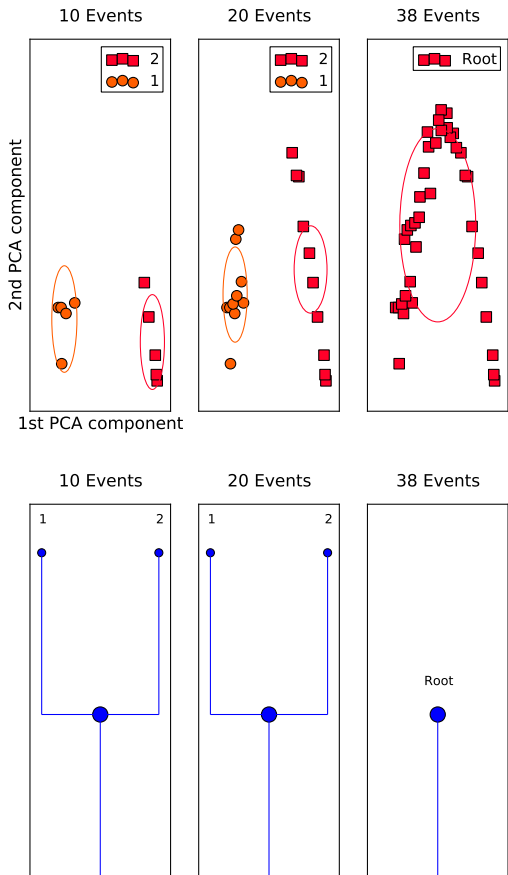 10 Events
20 Events
38 Events
2
1
2
1
Root
2nd PCA component
1st PCA component
10 Events
20 Events
38 Events
1
2
1
2
Root